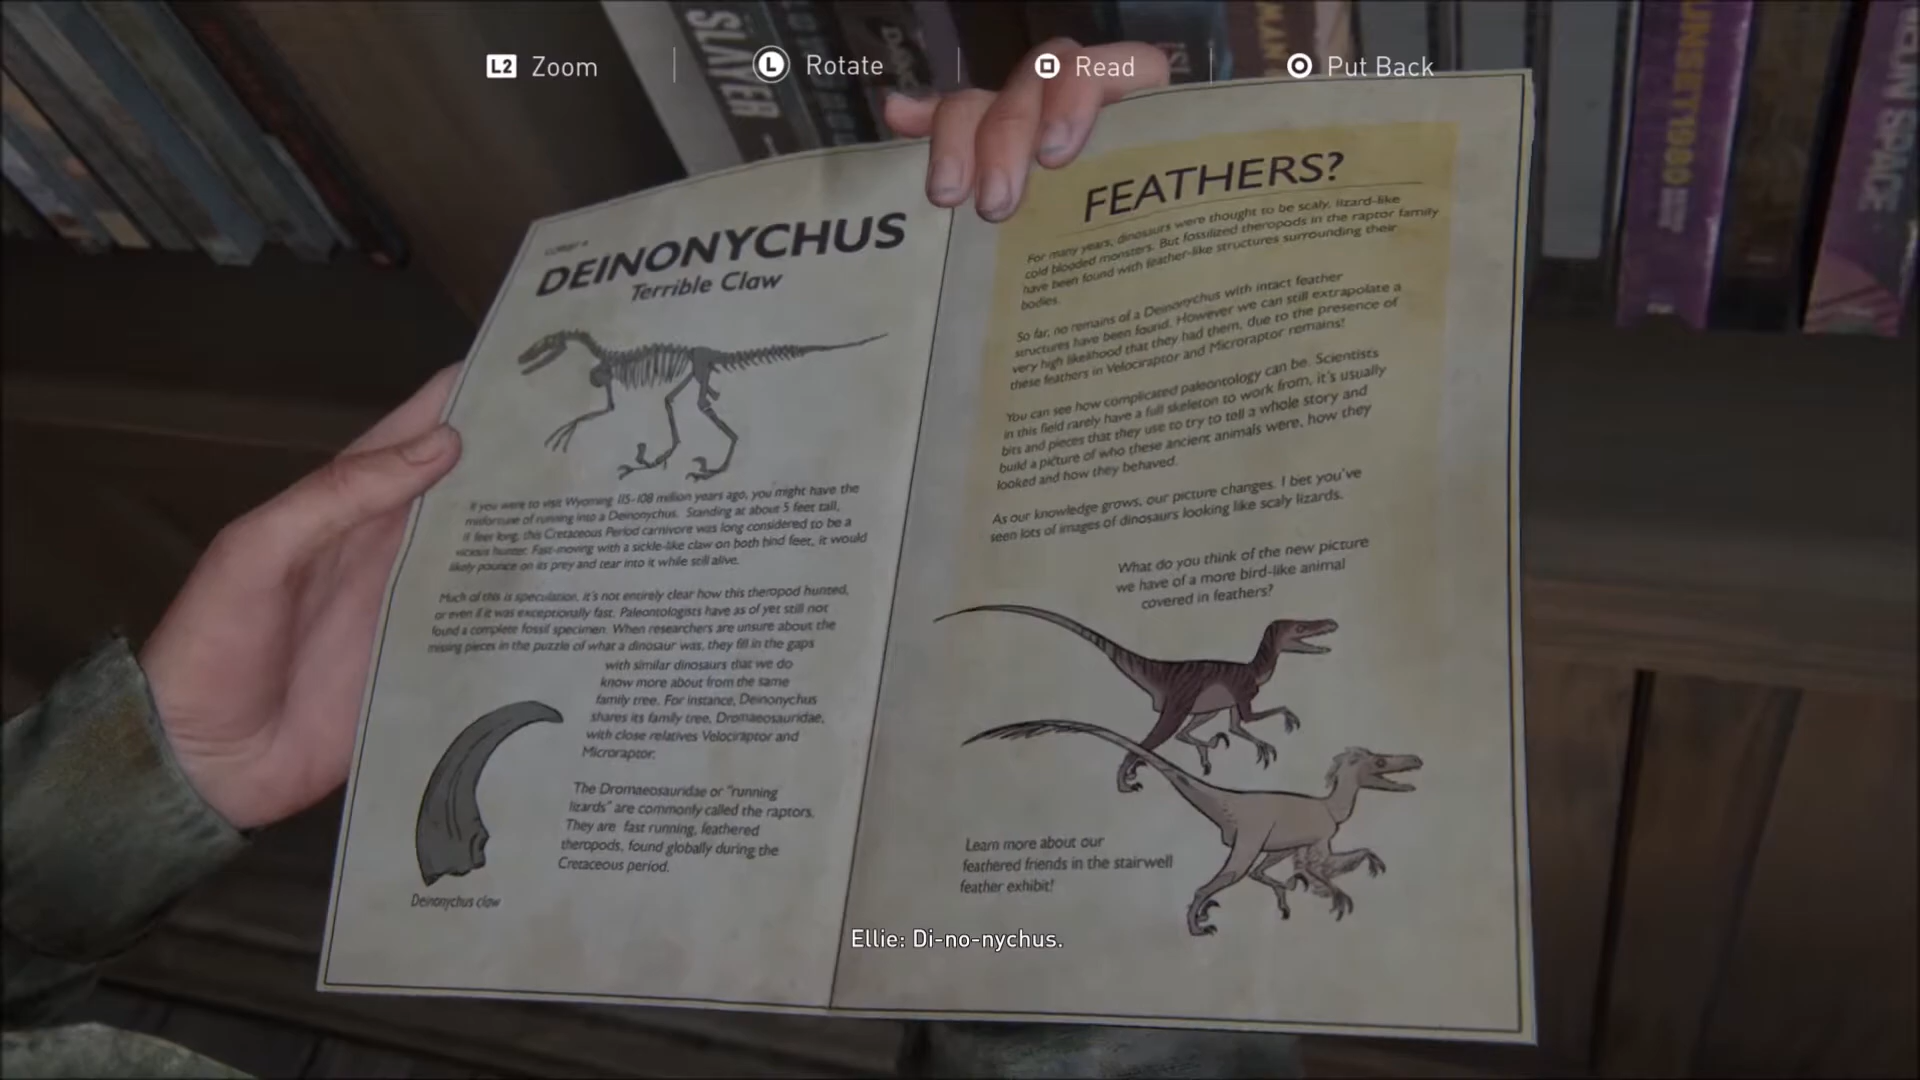 L2 Zoom
L Rotate
Read
Put Back
SLAYER
SUNSET 1980
DEINONYCHUS
Terrible Claw
If you were to visit Wyoming 115-108 million years ago, you might have the
misfortune of running into a Deinonychus. Standing at about 5 feet tall,
11 feet long, this Cretaceous Period carnivore was long considered to be a
vicious hunter. Fast-moving with a sickle-like claw on both hind feet, it would
likely pounce on its prey and tear into it while still alive.
Much of this is speculation, it's not entirely clear how this theropod hunted,
or even if it was exceptionally fast. Paleontologists have as of yet still not
found a complete fossil specimen. When researchers are unsure about the
missing pieces in the puzzle of what a dinosaur was, they fill in the gaps
with similar dinosaurs that we do
know more about from the same
family tree. For instance, Deinonychus
shares its family tree, Dromaeosauridae,
with close relatives Velociraptor and
Microraptor.
The Dromaeosauridae or "running
lizards" are commonly called the raptors.
They are fast running, feathered
theropods, found globally during the
Cretaceous period.
Deinonychus claw
FEATHERS?
For many years, dinosaurs were thought to be scaly, lizard-like
cold blooded monsters. But fossilized theropods in the raptor family
have been found with feather-like structures surrounding their
bodies.
So far, no remains of a Deinonychus with intact feather
structures have been found. However we can still extrapolate a
very high likelihood that they had them, due to the presence of
these feathers in Velociraptor and Microraptor remains!
You can see how complicated paleontology can be. Scientists
in this field rarely have a full skeleton to work from, it's usually
bits and pieces that they use to try to tell a whole story and
build a picture of who these ancient animals were, how they
looked and how they behaved.
As our knowledge grows, our picture changes. I bet you've
seen lots of images of dinosaurs looking like scaly lizards.
What do you think of the new picture
we have of a more bird-like animal
covered in feathers?
Learn more about our
feathered friends in the stairwell
feather exhibit!
Ellie: Di-no-nychus.